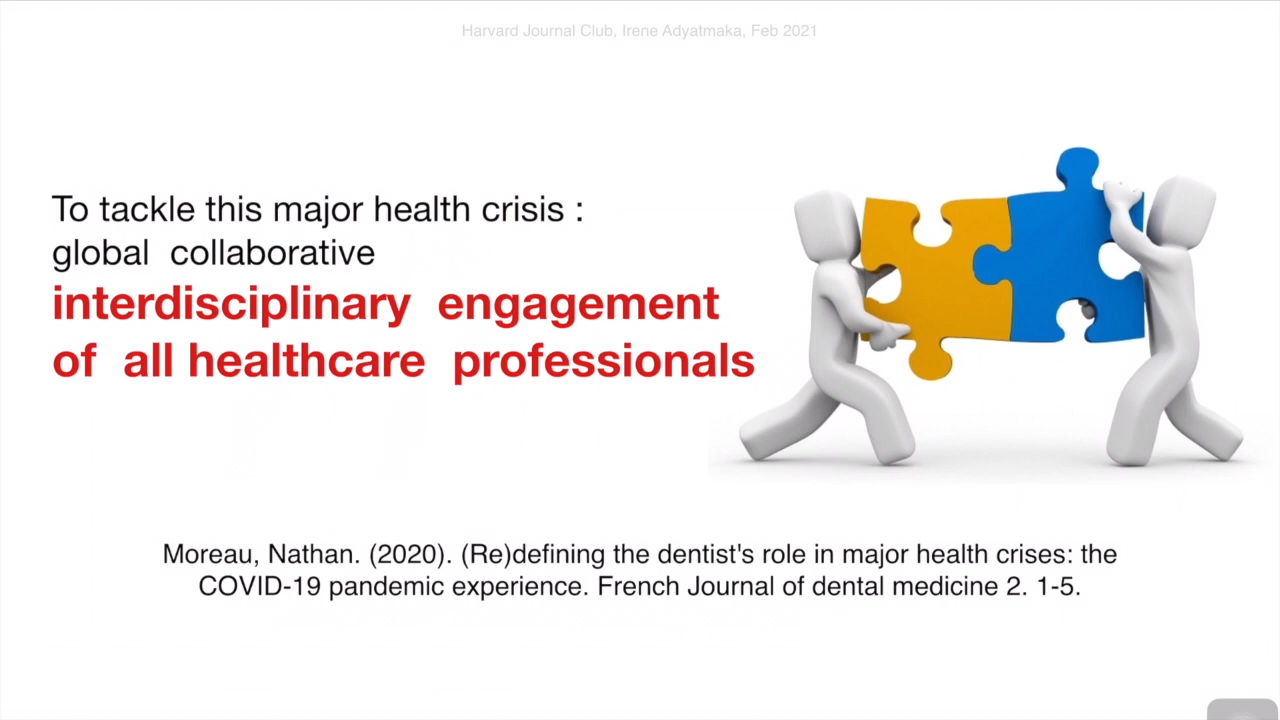 Harvard Journal Club, Irene Adyatmaka, Feb 2021
To tackle this major health crisis :
global collaborative
interdisciplinary engagement
of all healthcare professionals
Moreau, Nathan. (2020). (Re)defining the dentist's role in major health crises: the
COVID-19 pandemic experience. French Journal of dental medicine 2. 1-5.